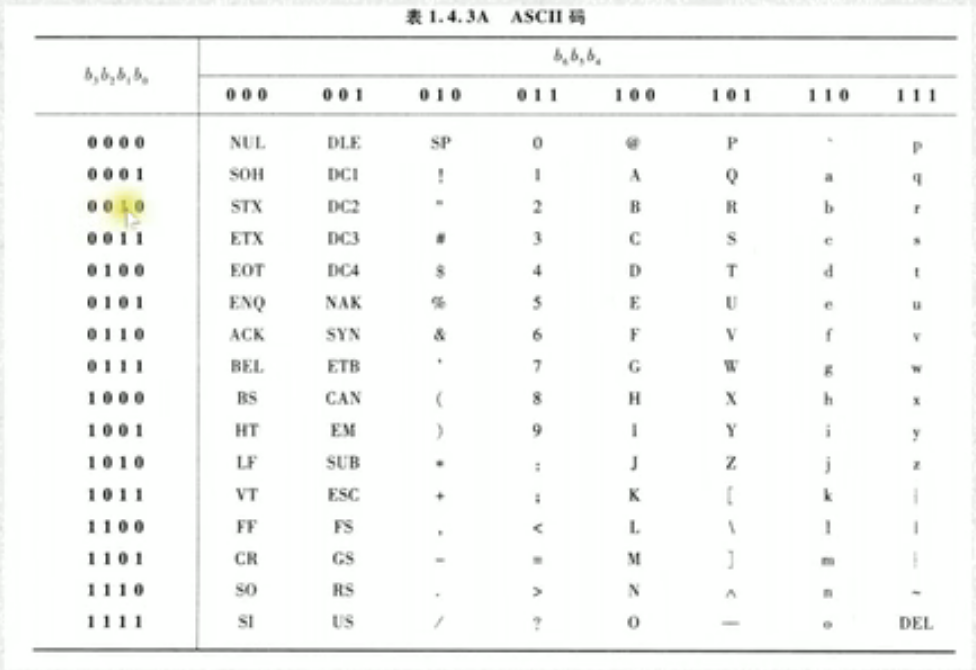 表 1.4.3A ASCII 码
b₆b₅b₄
b₃b₂b₁b₀
000 001 010 011 100 101 110 111
0000 NUL DLE SP 0 @ P ` p
0001 SOH DC1 ! 1 A Q a q
0010 STX DC2 " 2 B R b r
0011 ETX DC3 # 3 C S c s
0100 EOT DC4 $ 4 D T d t
0101 ENQ NAK % 5 E U e u
0110 ACK SYN & 6 F V f v
0111 BEL ETB ' 7 G W g w
1000 BS CAN ( 8 H X h x
1001 HT EM ) 9 I Y i y
1010 LF SUB * : J Z j z
1011 VT ESC + ; K [ k {
1100 FF FS , < L \ l |
1101 CR GS - = M ] m }
1110 SO RS . > N ∧ n ~
1111 SI US / ? O — o DEL